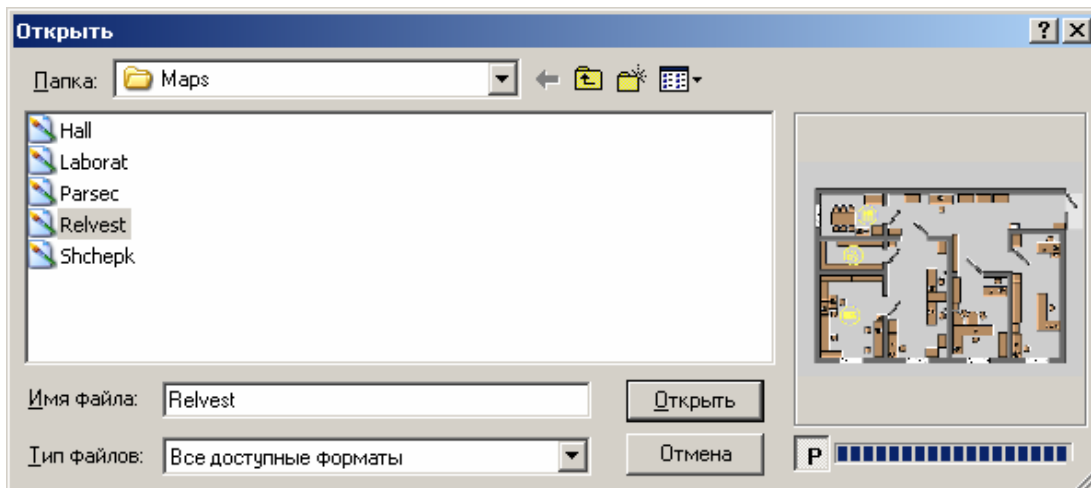 Открыть
Папка: Maps
Hall
Laborat
Parsec
Relvest
Shchepk
Имя файла: Relvest Открыть
Тип файлов: Все доступные форматы Отмена P